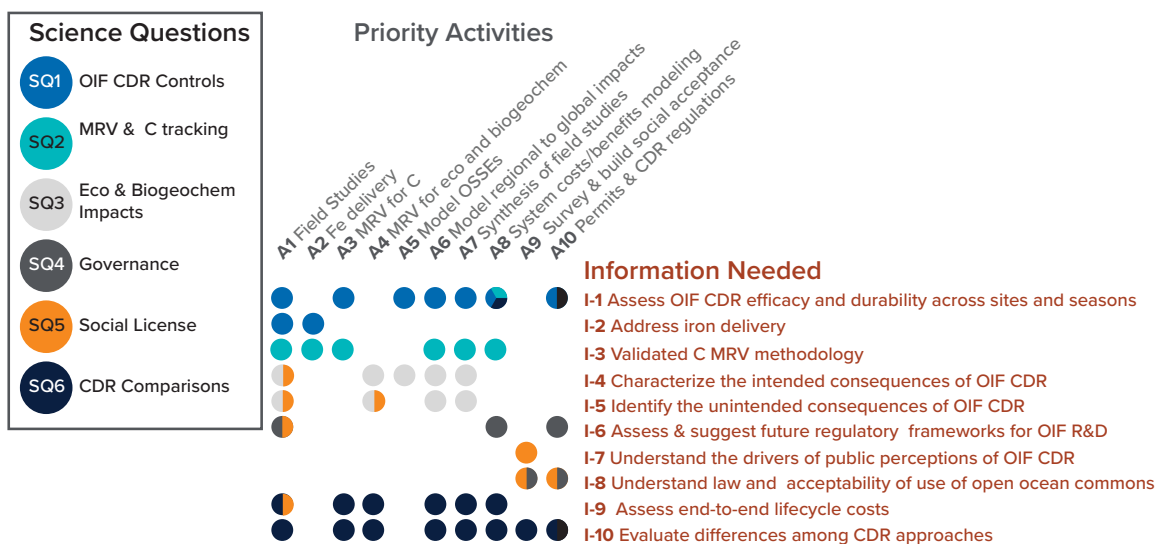 Science Questions
SQ1 OIF CDR Controls
SQ2 MRV & C tracking
SQ3 Eco & Biogeochem
Impacts
SQ4 Governance
SQ5 Social License
SQ6 CDR Comparisons
Priority Activities
A1 Field Studies
A2 Fe delivery
A3 MRV for C
A4 MRV for eco and biogeochem
A5 Model OSSEs
A6 Model regional to global impacts
A7 Synthesis of field studies
A8 System costs/benefits modeling
A9 Survey & build social acceptance
A10 Permits & CDR regulations
Information Needed
I-1 Assess OIF CDR efficacy and durability across sites and seasons
I-2 Address iron delivery
I-3 Validated C MRV methodology
I-4 Characterize the intended consequences of OIF CDR
I-5 Identify the unintended consequences of OIF CDR
I-6 Assess & suggest future regulatory frameworks for OIF R&D
I-7 Understand the drivers of public perceptions of OIF CDR
I-8 Understand law and acceptability of use of open ocean commons
I-9 Assess end-to-end lifecycle costs
I-10 Evaluate differences among CDR approaches